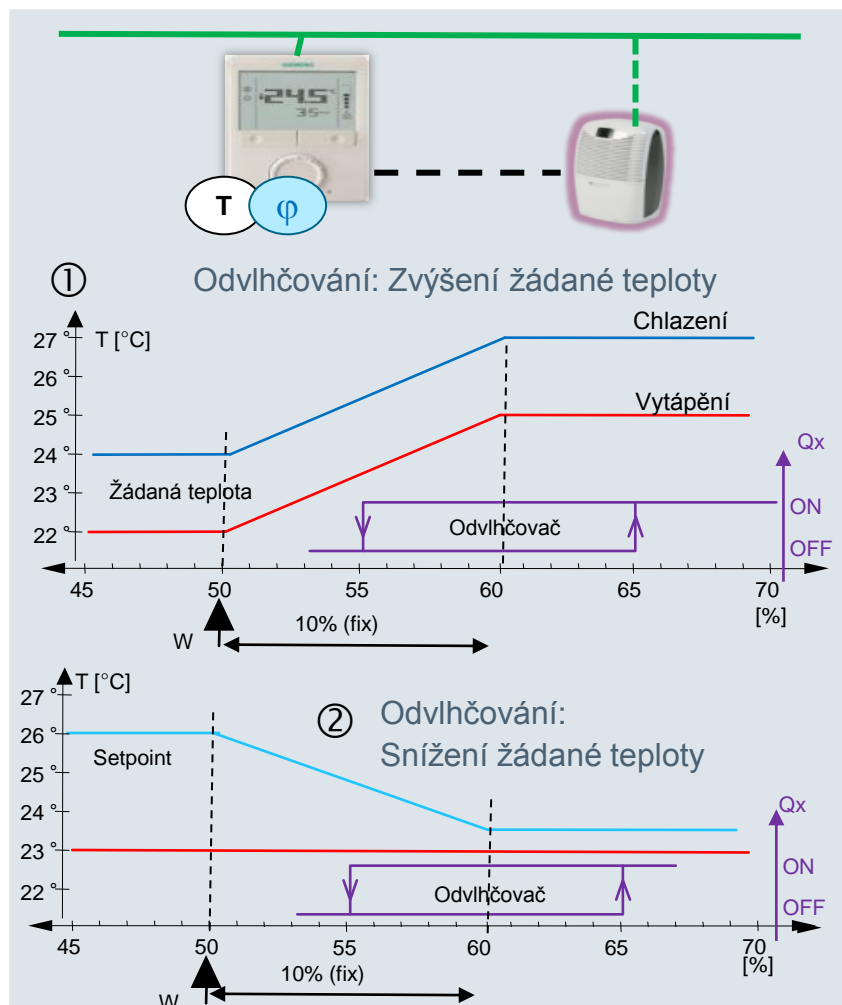 SIEMENS
24.5 °C
35
T φ
① Odvlhčování: Zvýšení žádané teploty
T [°C]
Chlazení
27 °
26 °
Vytápění
25 °
Qx
24 °
23 °
Žádaná teplota
ON
Odvlhčovač
22 °
OFF
45 50 55 60 65 70
[%]
10% (fix)
W
T [°C]
27 °
② Odvlhčování:
26 °
Setpoint
Snížení žádané teploty
25 °
Qx
24 °
23 °
ON
Odvlhčovač
22 °
OFF
45 50 55 60 65 70
[%]
10% (fix)
W